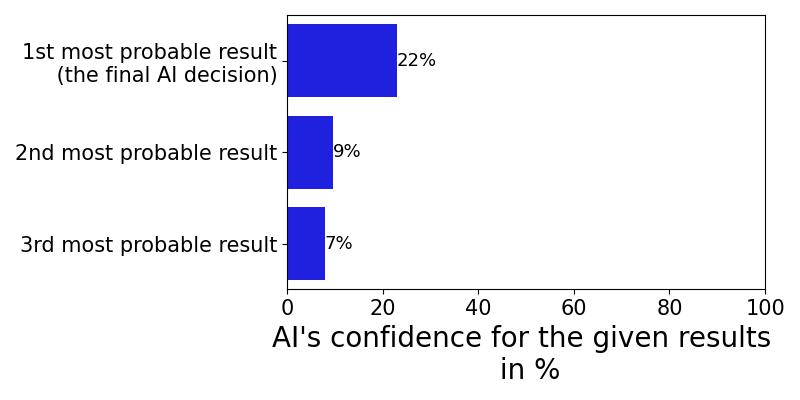 1st most probable result
(the final AI decision)
22%
2nd most probable result
9%
3rd most probable result
7%
0 20 40 60 80 100
AI's confidence for the given results
in %